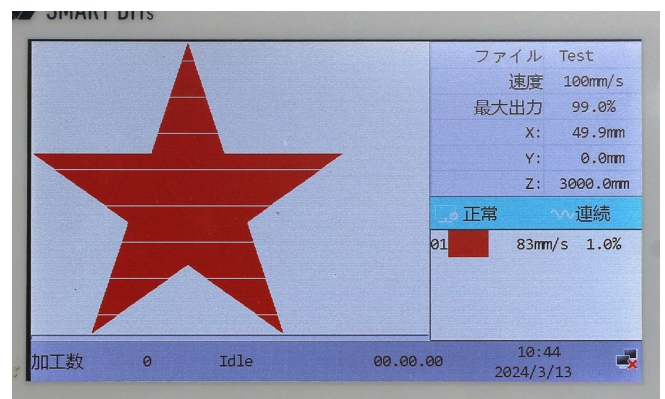 SMART DIYs
ファイル Test
速度 100mm/s
最大出力 99.0%
X: 49.9mm
Y: 0.0mm
Z: 3000.0mm
正常 連続
01 83mm/s 1.0%
加工数 0 Idle 00.00.00 10:44
2024/3/13